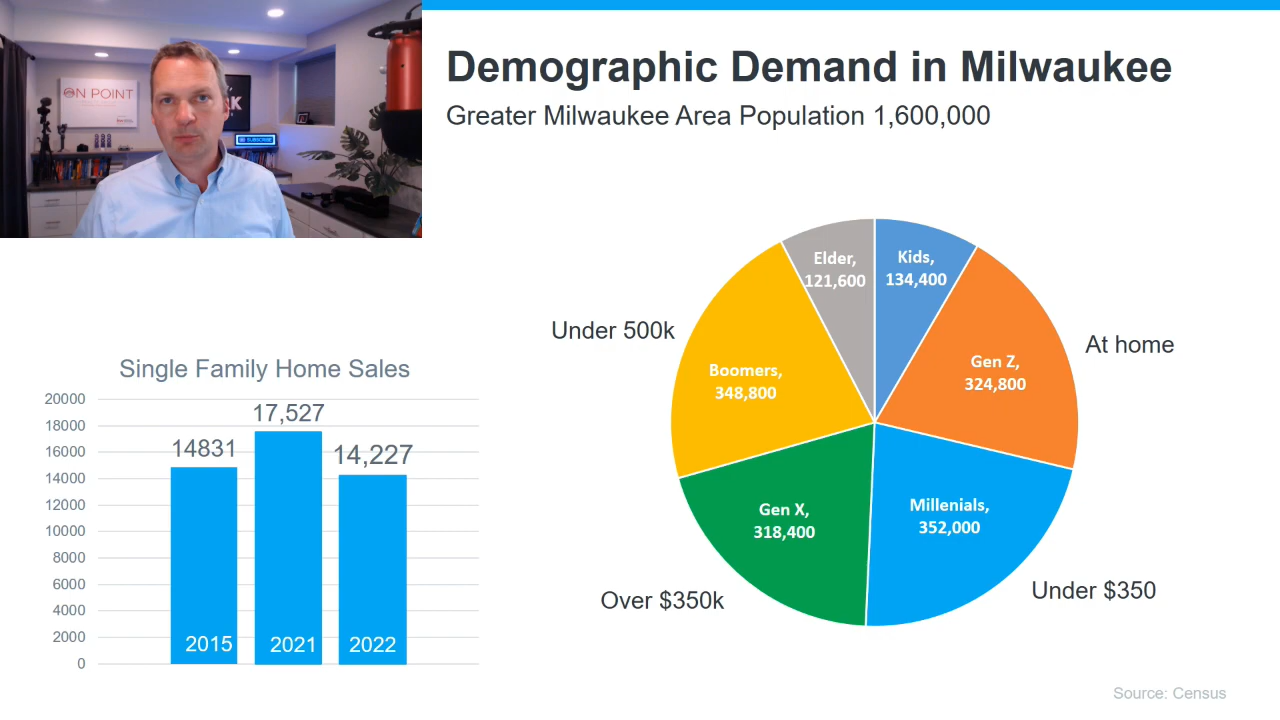 ON POINT
SUBSCRIBE
Demographic Demand in Milwaukee
Greater Milwaukee Area Population 1,600,000
Single Family Home Sales
20000
18000
16000
14000
12000
10000
8000
6000
4000
2000
0
14831
17,527
14,227
2015
2021
2022
Elder,
121,600
Kids,
134,400
Under 500k
At home
Boomers,
348,800
Gen Z,
324,800
Gen X,
318,400
Millenials,
352,000
Over $350k
Under $350
Source: Census